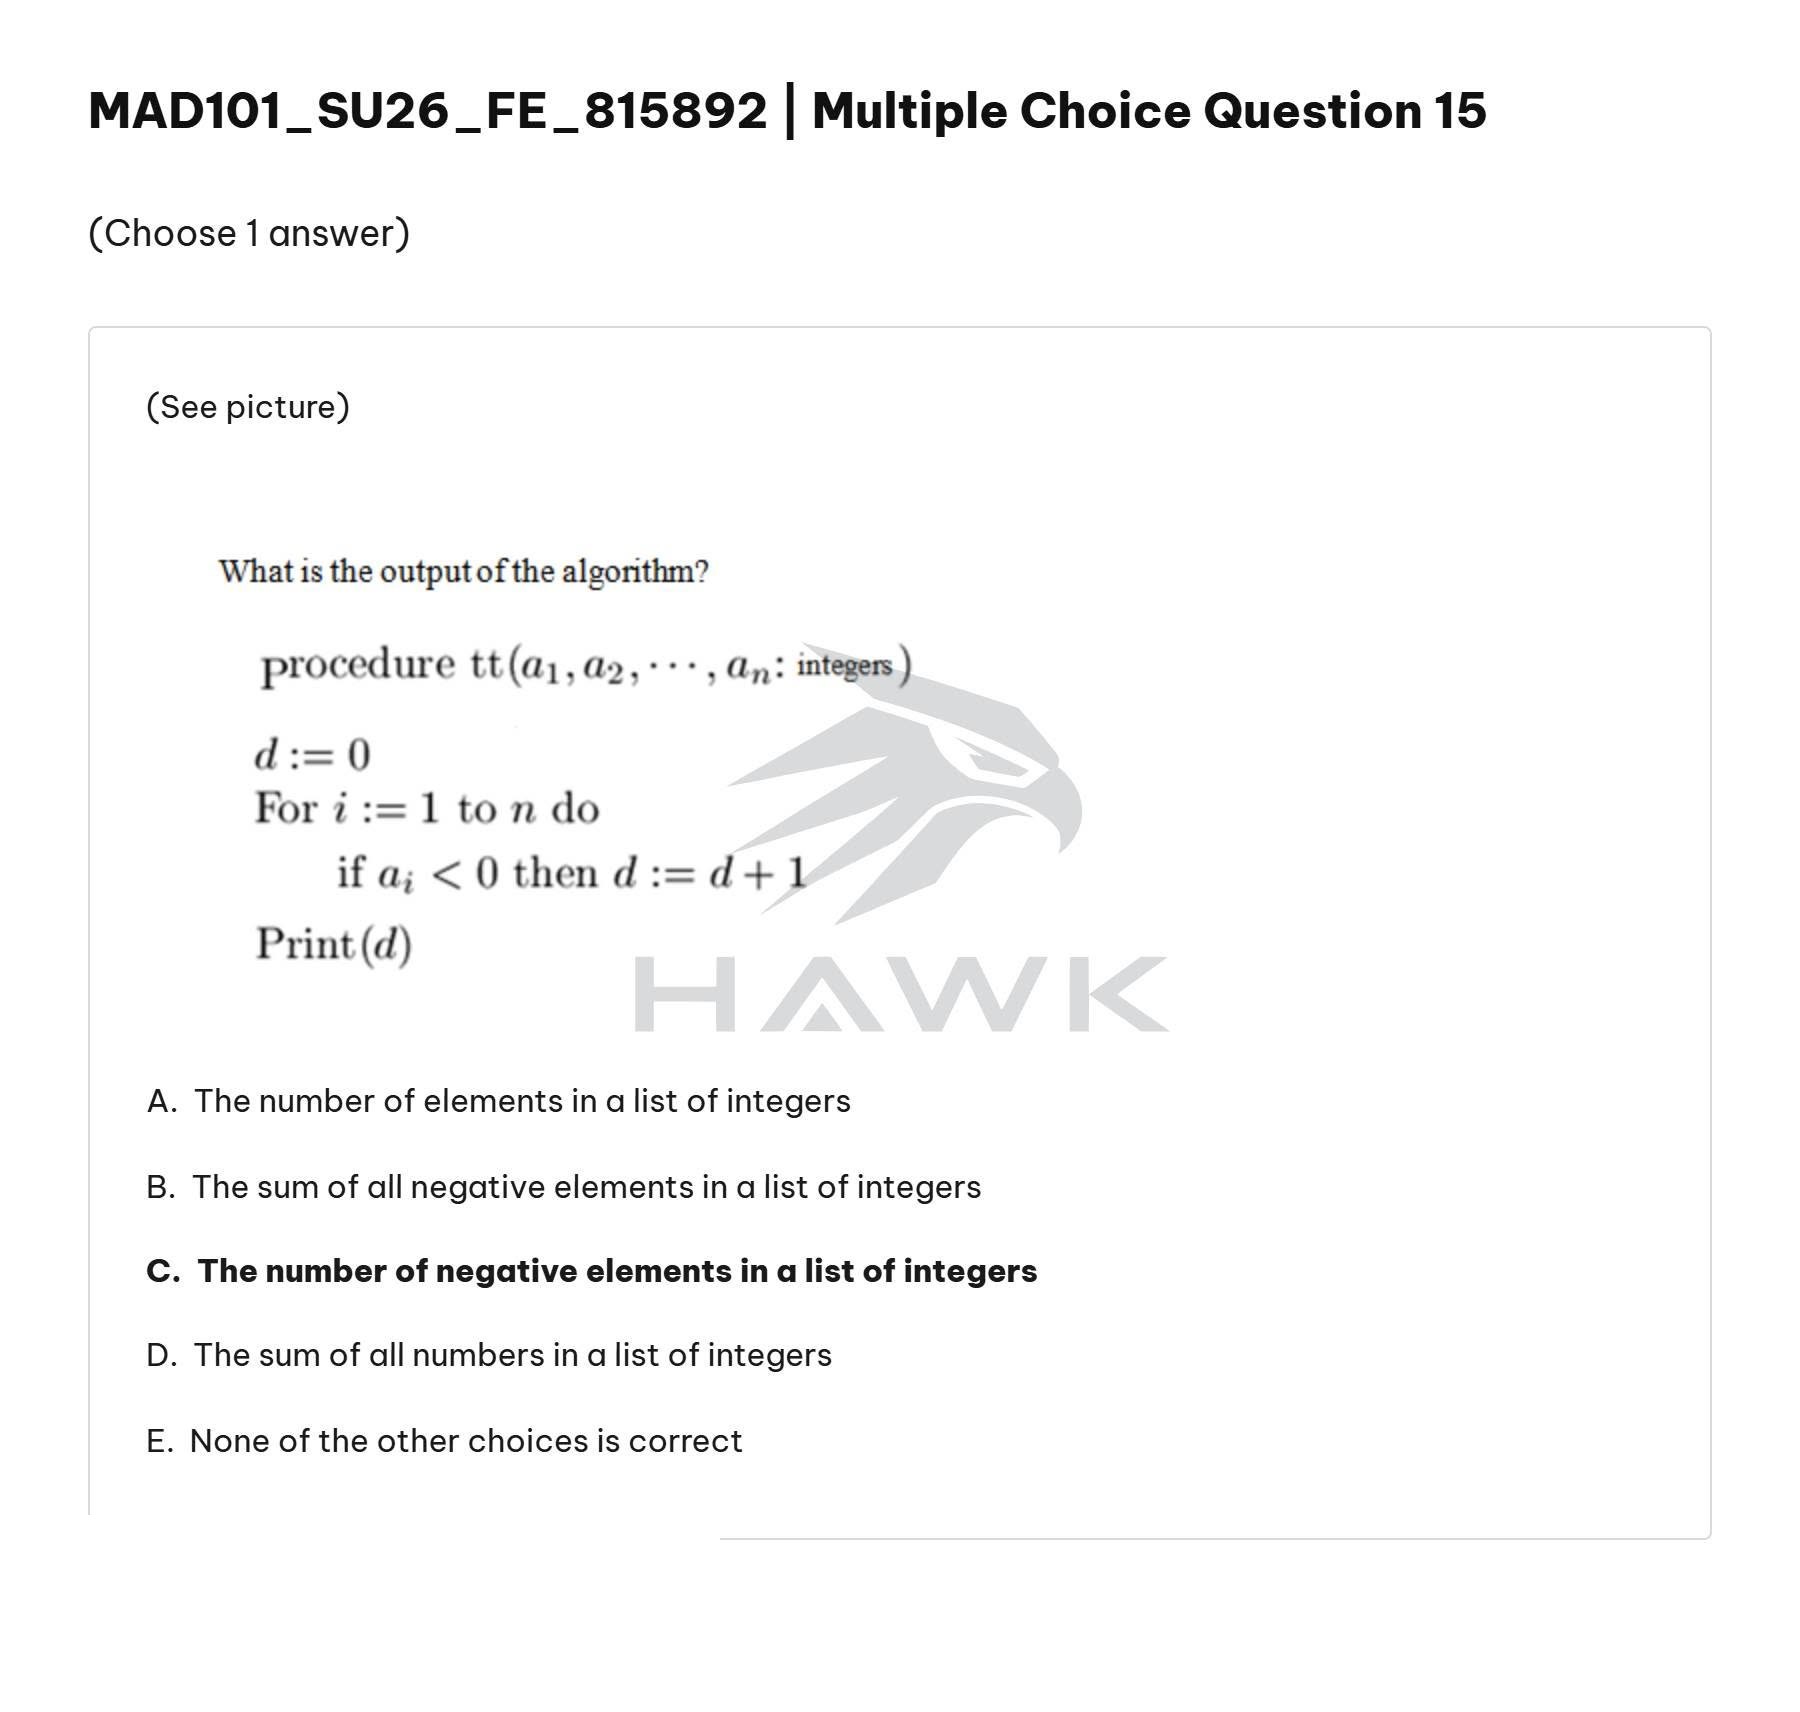 MAD101_SU26_FE_815892 | Multiple Choice Question 15
(Choose 1 answer)
(See picture)
What is the output of the algorithm?
procedure tt(a₁, a₂, ⋯, aₙ: integers)
d := 0
For i := 1 to n do
if aᵢ < 0 then d := d + 1
Print(d)
HAWK
A. The number of elements in a list of integers
B. The sum of all negative elements in a list of integers
C. The number of negative elements in a list of integers
D. The sum of all numbers in a list of integers
E. None of the other choices is correct